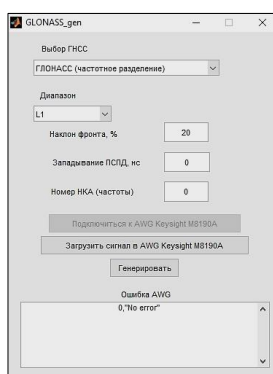 GLONASS_gen
Выбор ГНСС
ГЛОНАСС (частотное разделение)
Диапазон
L1
Наклон фронта, %
20
Западывание ПСПД, нс
0
Номер НКА (частоты)
0
Подключиться к AWG Keysight M8190A
Загрузить сигнал в AWG Keysight M8190A
Генерировать
Ошибка AWG
0,"No error"